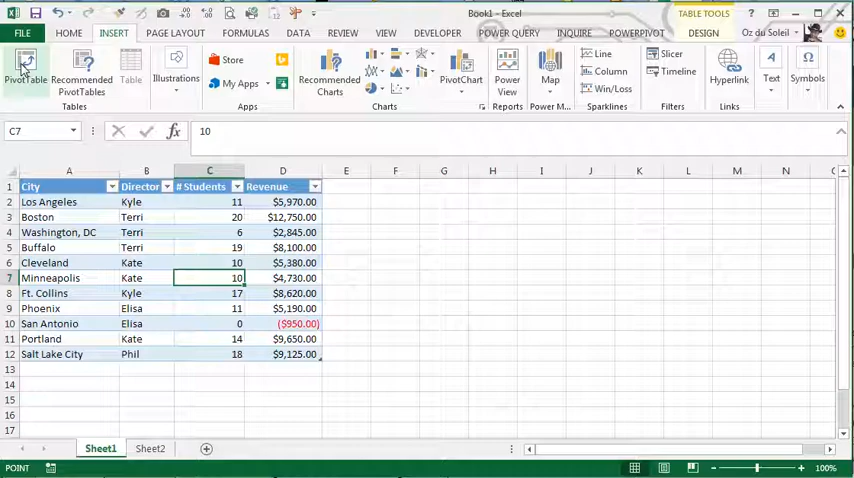 Book1 - Excel
TABLE TOOLS
FILE HOME INSERT PAGE LAYOUT FORMULAS DATA REVIEW VIEW DEVELOPER POWER QUERY INQUIRE POWERPIVOT DESIGN Oz du Soleil
PivotTable Recommended PivotTables Table Illustrations Store My Apps Recommended Charts PivotChart Power View Map Line Column Win/Loss Slicer Timeline Hyperlink Text Symbols
Tables Apps Charts Reports Power M... Sparklines Filters Links
C7 fx 10
A B C D E F G H I J K L M N
1 City Director # Students Revenue
2 Los Angeles Kyle 11 $5,970.00
3 Boston Terri 20 $12,750.00
4 Washington, DC Terri 6 $2,845.00
5 Buffalo Terri 19 $8,100.00
6 Cleveland Kate 10 $5,380.00
7 Minneapolis Kate 10 $4,730.00
8 Ft. Collins Kyle 17 $8,620.00
9 Phoenix Elisa 11 $5,190.00
10 San Antonio Elisa 0 ($950.00)
11 Portland Kate 14 $9,650.00
12 Salt Lake City Phil 18 $9,125.00
13
14
15
16
17
Sheet1 Sheet2
POINT 100%